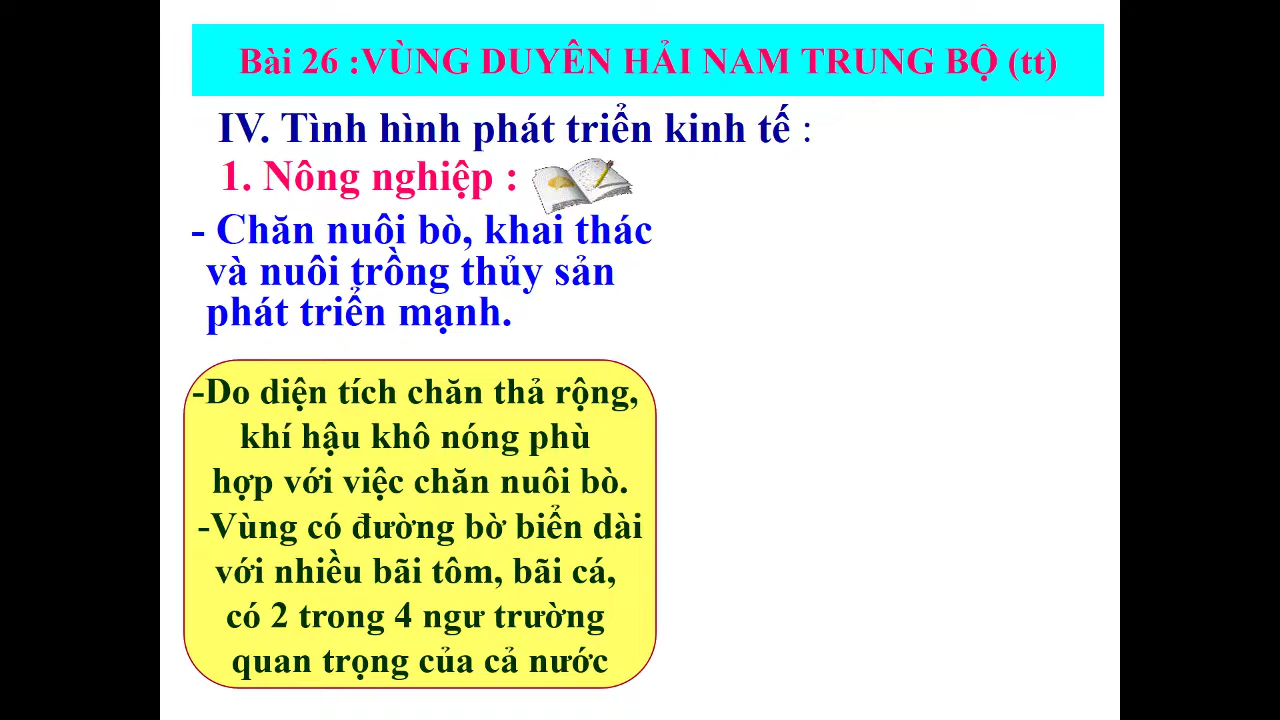 Bài 26 :VÙNG DUYÊN HẢI NAM TRUNG BỘ (tt)
IV. Tình hình phát triển kinh tế :
1. Nông nghiệp :
- Chăn nuôi bò, khai thác
và nuôi trồng thủy sản
phát triển mạnh.
-Do diện tích chăn thả rộng,
khí hậu khô nóng phù
hợp với việc chăn nuôi bò.
-Vùng có đường bờ biển dài
với nhiều bãi tôm, bãi cá,
có 2 trong 4 ngư trường
quan trọng của cả nước